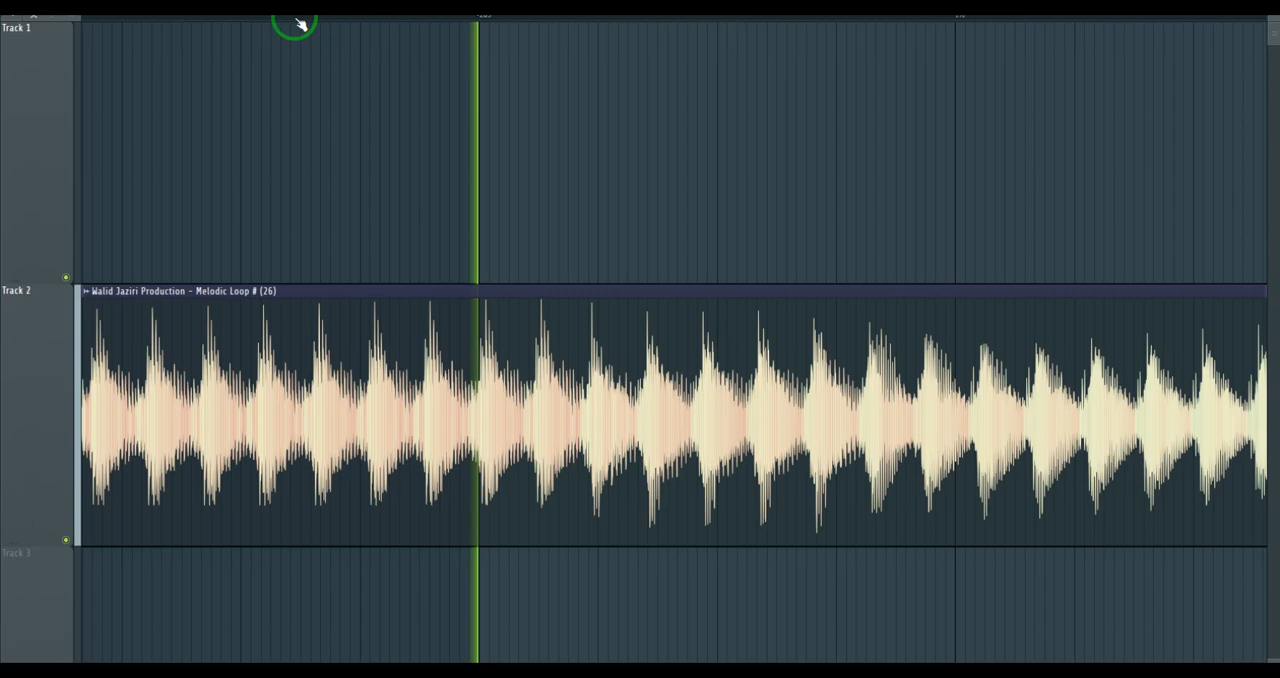 Track 1
Track 2
Walid Jaziri Production - Melodic Loop # (26)
Track 3